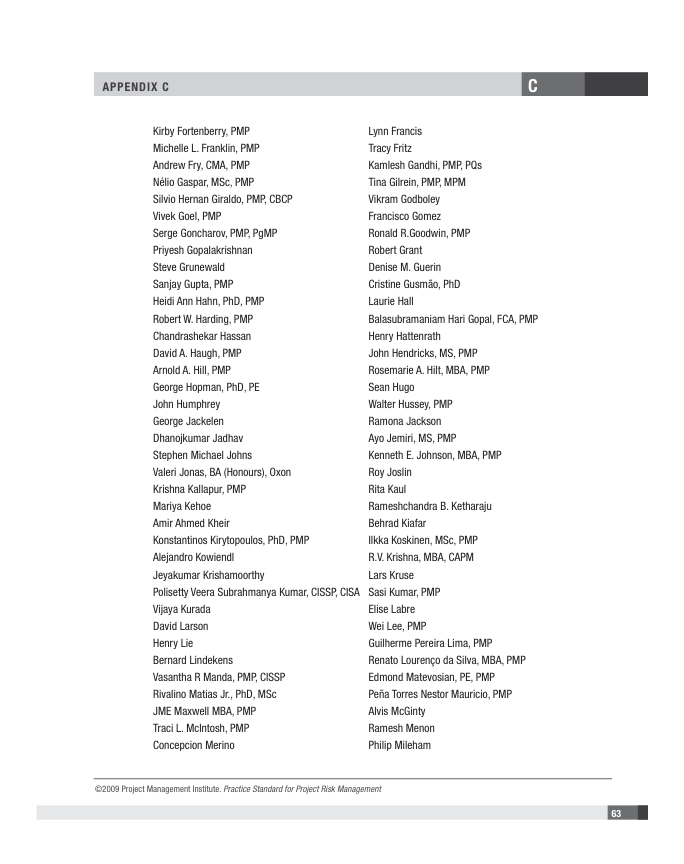 APPENDIX C
C
Kirby Fortenberry, PMP
Lynn Francis
Michelle L. Franklin, PMP
Tracy Fritz
Andrew Fry, CMA, PMP
Kamlesh Gandhi, PMP, PQs
Nélio Gaspar, MSc, PMP
Tina Gilrein, PMP, MPM
Silvio Hernan Giraldo, PMP, CBCP
Vikram Godboley
Vivek Goel, PMP
Francisco Gomez
Serge Goncharov, PMP, PgMP
Ronald R.Goodwin, PMP
Priyesh Gopalakrishnan
Robert Grant
Steve Grunewald
Denise M. Guerin
Sanjay Gupta, PMP
Cristine Gusmão, PhD
Heidi Ann Hahn, PhD, PMP
Laurie Hall
Robert W. Harding, PMP
Balasubramaniam Hari Gopal, FCA, PMP
Chandrashekar Hassan
Henry Hattenrath
David A. Haugh, PMP
John Hendricks, MS, PMP
Arnold A. Hill, PMP
Rosemarie A. Hilt, MBA, PMP
George Hopman, PhD, PE
Sean Hugo
John Humphrey
Walter Hussey, PMP
George Jackelen
Ramona Jackson
Dhanojkumar Jadhav
Ayo Jemiri, MS, PMP
Stephen Michael Johns
Kenneth E. Johnson, MBA, PMP
Valeri Jonas, BA (Honours), Oxon
Roy Joslin
Krishna Kallapur, PMP
Rita Kaul
Mariya Kehoe
Rameshchandra B. Ketharaju
Amir Ahmed Kheir
Behrad Kiafar
Konstantinos Kirytopoulos, PhD, PMP
Ilkka Koskinen, MSc, PMP
Alejandro Kowiendl
R.V. Krishna, MBA, CAPM
Jeyakumar Krishamoorthy
Lars Kruse
Polisetty Veera Subrahmanya Kumar, CISSP, CISA
Sasi Kumar, PMP
Vijaya Kurada
Elise Labre
David Larson
Wei Lee, PMP
Henry Lie
Guilherme Pereira Lima, PMP
Bernard Lindekens
Renato Lourenço da Silva, MBA, PMP
Vasantha R Manda, PMP, CISSP
Edmond Matevosian, PE, PMP
Rivalino Matias Jr., PhD, MSc
Peña Torres Nestor Mauricio, PMP
JME Maxwell MBA, PMP
Alvis McGinty
Traci L. McIntosh, PMP
Ramesh Menon
Concepcion Merino
Philip Mileham
©2009 Project Management Institute. Practice Standard for Project Risk Management
63